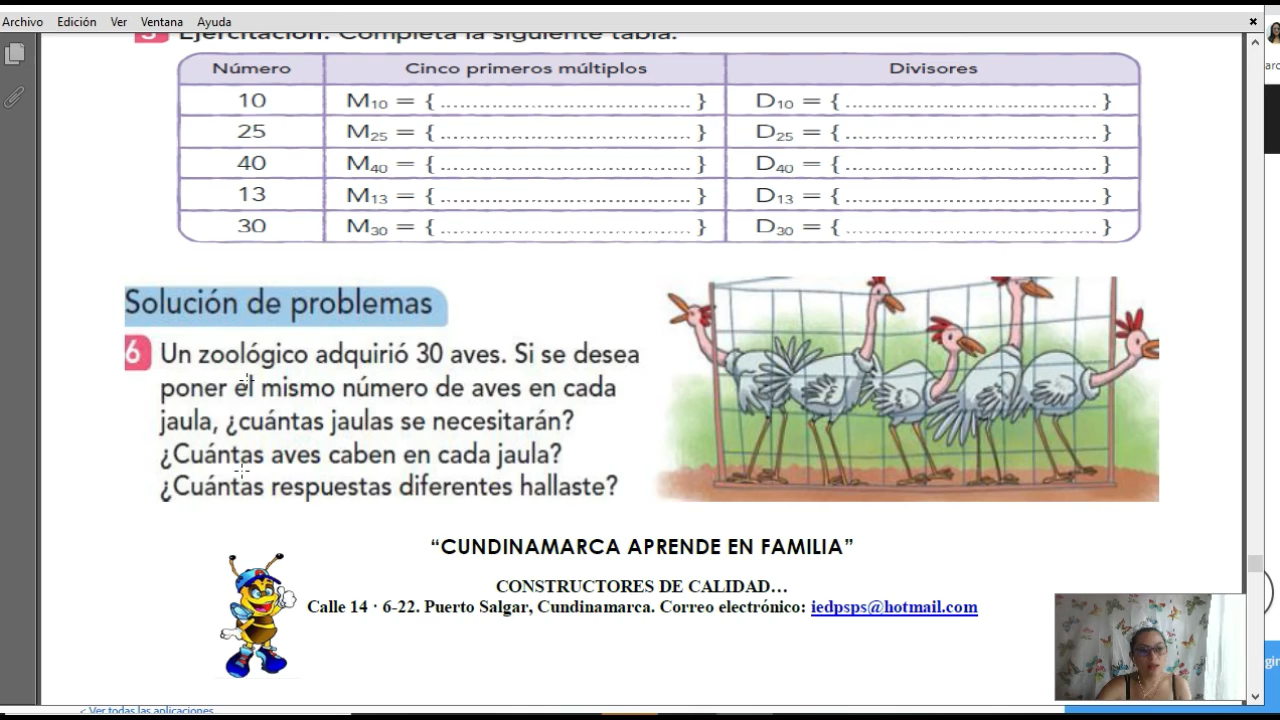 Archivo Edición Ver Ventana Ayuda
5 Ejercitación. Completa la siguiente tabla.
Número Cinco primeros múltiplos Divisores
10 M10 = { ...................................... } D10 = { ...................................... }
25 M25 = { ...................................... } D25 = { ...................................... }
40 M40 = { ...................................... } D40 = { ...................................... }
13 M13 = { ...................................... } D13 = { ...................................... }
30 M30 = { ...................................... } D30 = { ...................................... }
Solución de problemas
6 Un zoológico adquirió 30 aves. Si se desea
poner el mismo número de aves en cada
jaula, ¿cuántas jaulas se necesitarán?
¿Cuántas aves caben en cada jaula?
¿Cuántas respuestas diferentes hallaste?
“CUNDINAMARCA APRENDE EN FAMILIA”
CONSTRUCTORES DE CALIDAD…
Calle 14 · 6-22. Puerto Salgar, Cundinamarca. Correo electrónico: iedpsps@hotmail.com
< Ver todas las aplicaciones